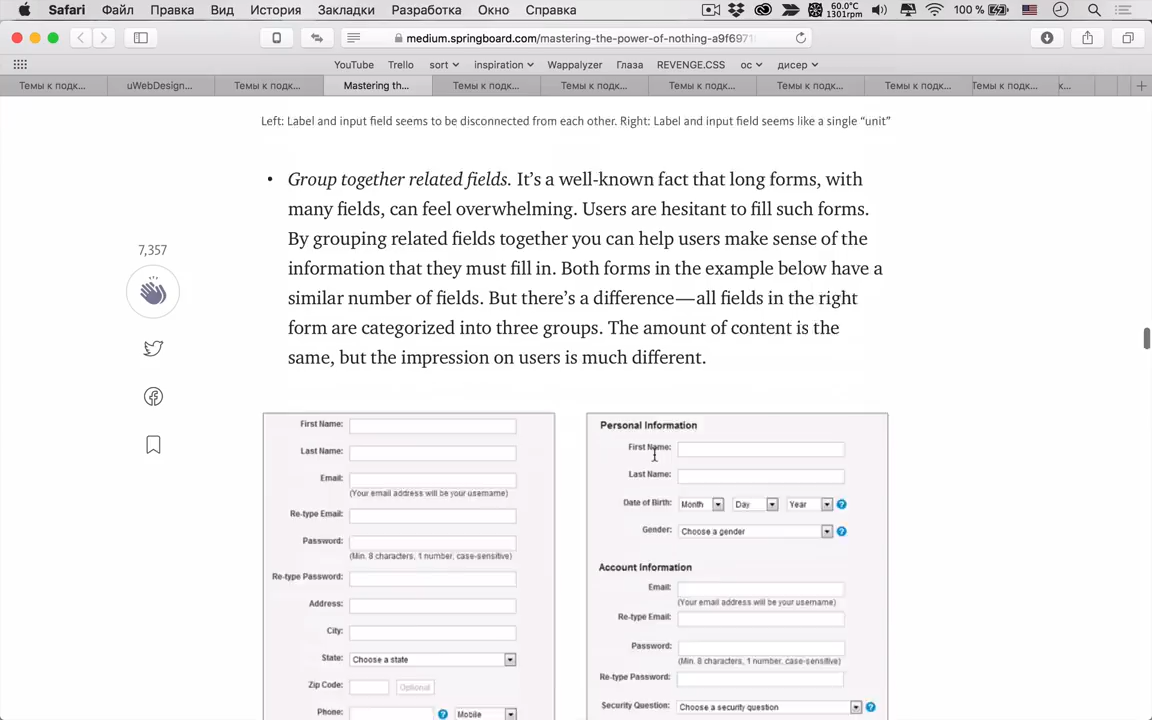 Safari Файл Правка Вид История Закладки Разработка Окно Справка 60.0°C 1301rpm 100 %
medium.springboard.com/mastering-the-power-of-nothing-a9f6971
YouTube Trello sort inspiration Wappalyzer Глаза REVENGE.CSS ос дисер
Темы к подк... uWebDesign... Темы к подк... Mastering th... Темы к подк... Темы к подк... Темы к подк... Темы к подк... Темы к подк... Темы к подк... к...
Left: Label and input field seems to be disconnected from each other. Right: Label and input field seems like a single “unit”
• Group together related fields. It’s a well-known fact that long forms, with
many fields, can feel overwhelming. Users are hesitant to fill such forms.
By grouping related fields together you can help users make sense of the
information that they must fill in. Both forms in the example below have a
similar number of fields. But there’s a difference — all fields in the right
form are categorized into three groups. The amount of content is the
same, but the impression on users is much different.
7,357
First Name:
Last Name:
Email:
(Your email address will be your username)
Re-type Email:
Password:
(Min. 8 characters, 1 number, case-sensitive)
Re-type Password:
Address:
City:
State: Choose a state
Zip Code: Optional
Phone: Mobile
Personal Information
First Name:
Last Name:
Date of Birth: Month Day Year
Gender: Choose a gender
Account Information
Email:
(Your email address will be your username)
Re-type Email:
Password:
(Min. 8 characters, 1 number, case-sensitive)
Re-type Password:
Security Question: Choose a security question